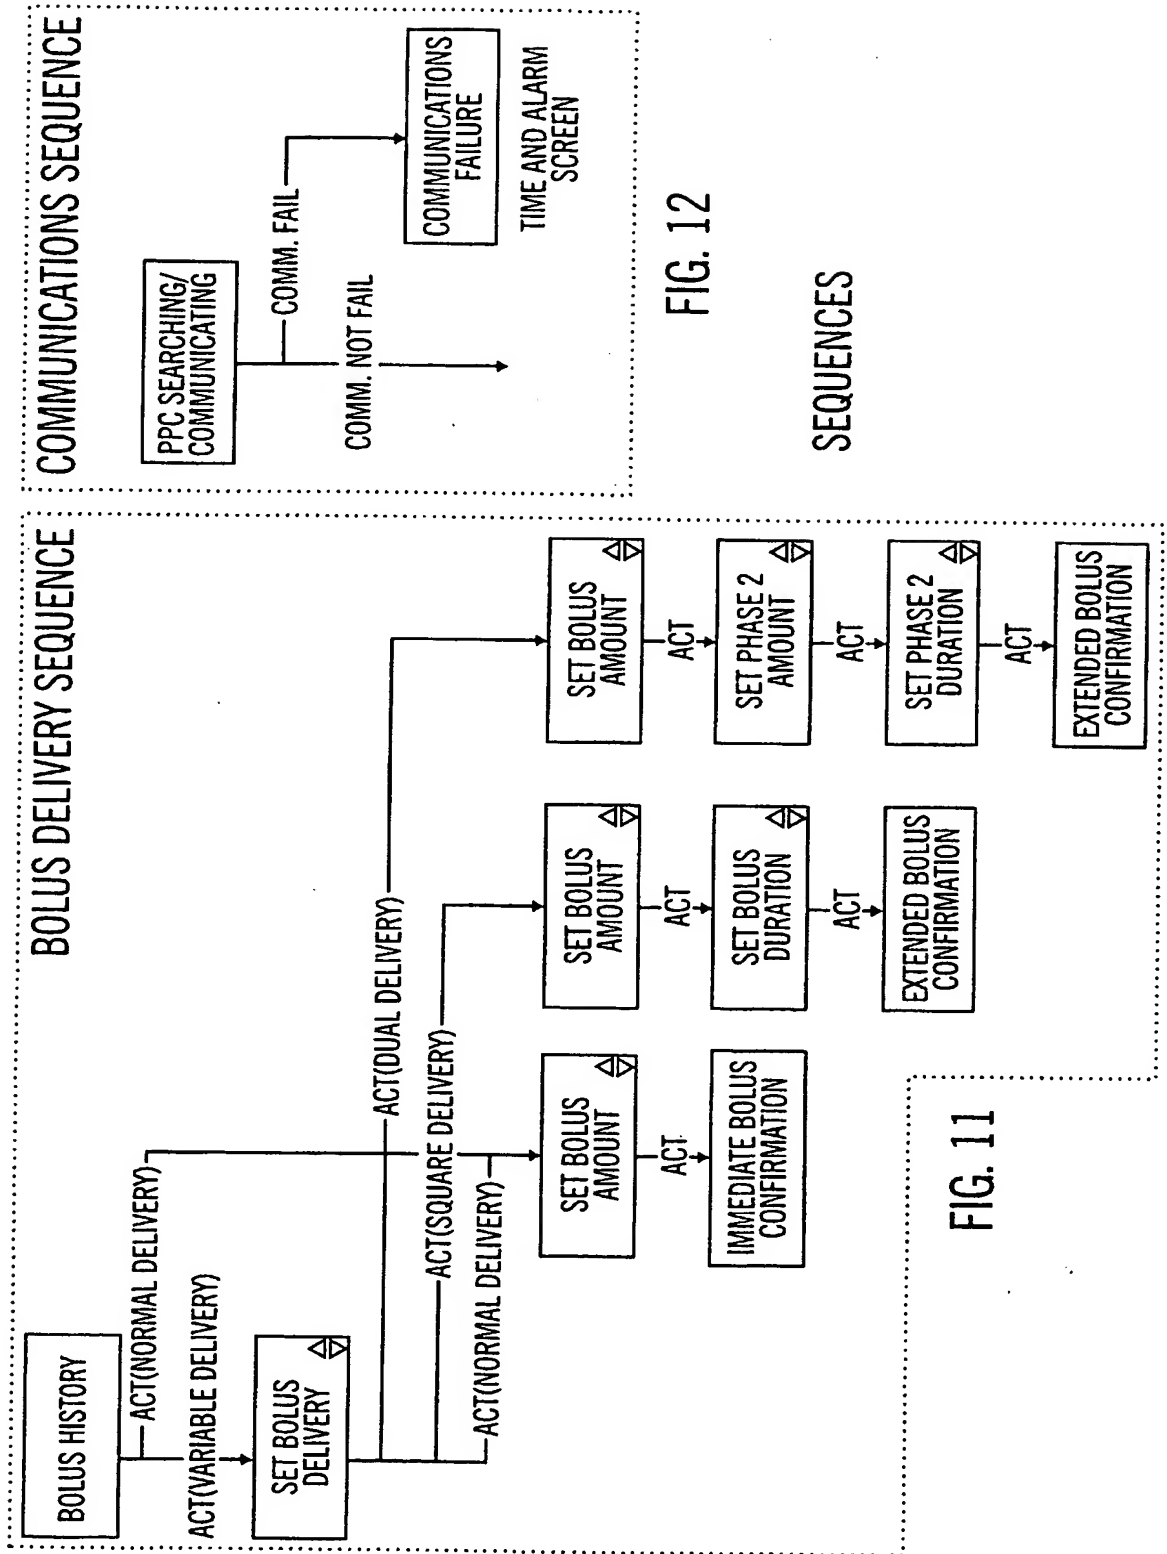 BOLUS DELIVERY SEQUENCE
BOLUS HISTORY
ACT(NORMAL DELIVERY)
ACT(VARIABLE DELIVERY)
SET BOLUS
DELIVERY
ACT(DUAL DELIVERY)
ACT(SQUARE DELIVERY)
ACT(NORMAL DELIVERY)
SET BOLUS
AMOUNT
ACT
IMMEDIATE BOLUS
CONFIRMATION
SET BOLUS
AMOUNT
ACT
SET BOLUS
DURATION
ACT
EXTENDED BOLUS
CONFIRMATION
SET BOLUS
AMOUNT
ACT
SET PHASE 2
AMOUNT
ACT
SET PHASE 2
DURATION
ACT
EXTENDED BOLUS
CONFIRMATION
FIG. 11
COMMUNICATIONS SEQUENCE
PPC SEARCHING/
COMMUNICATING
COMM. FAIL
COMM. NOT FAIL
COMMUNICATIONS
FAILURE
TIME AND ALARM
SCREEN
FIG. 12
SEQUENCES